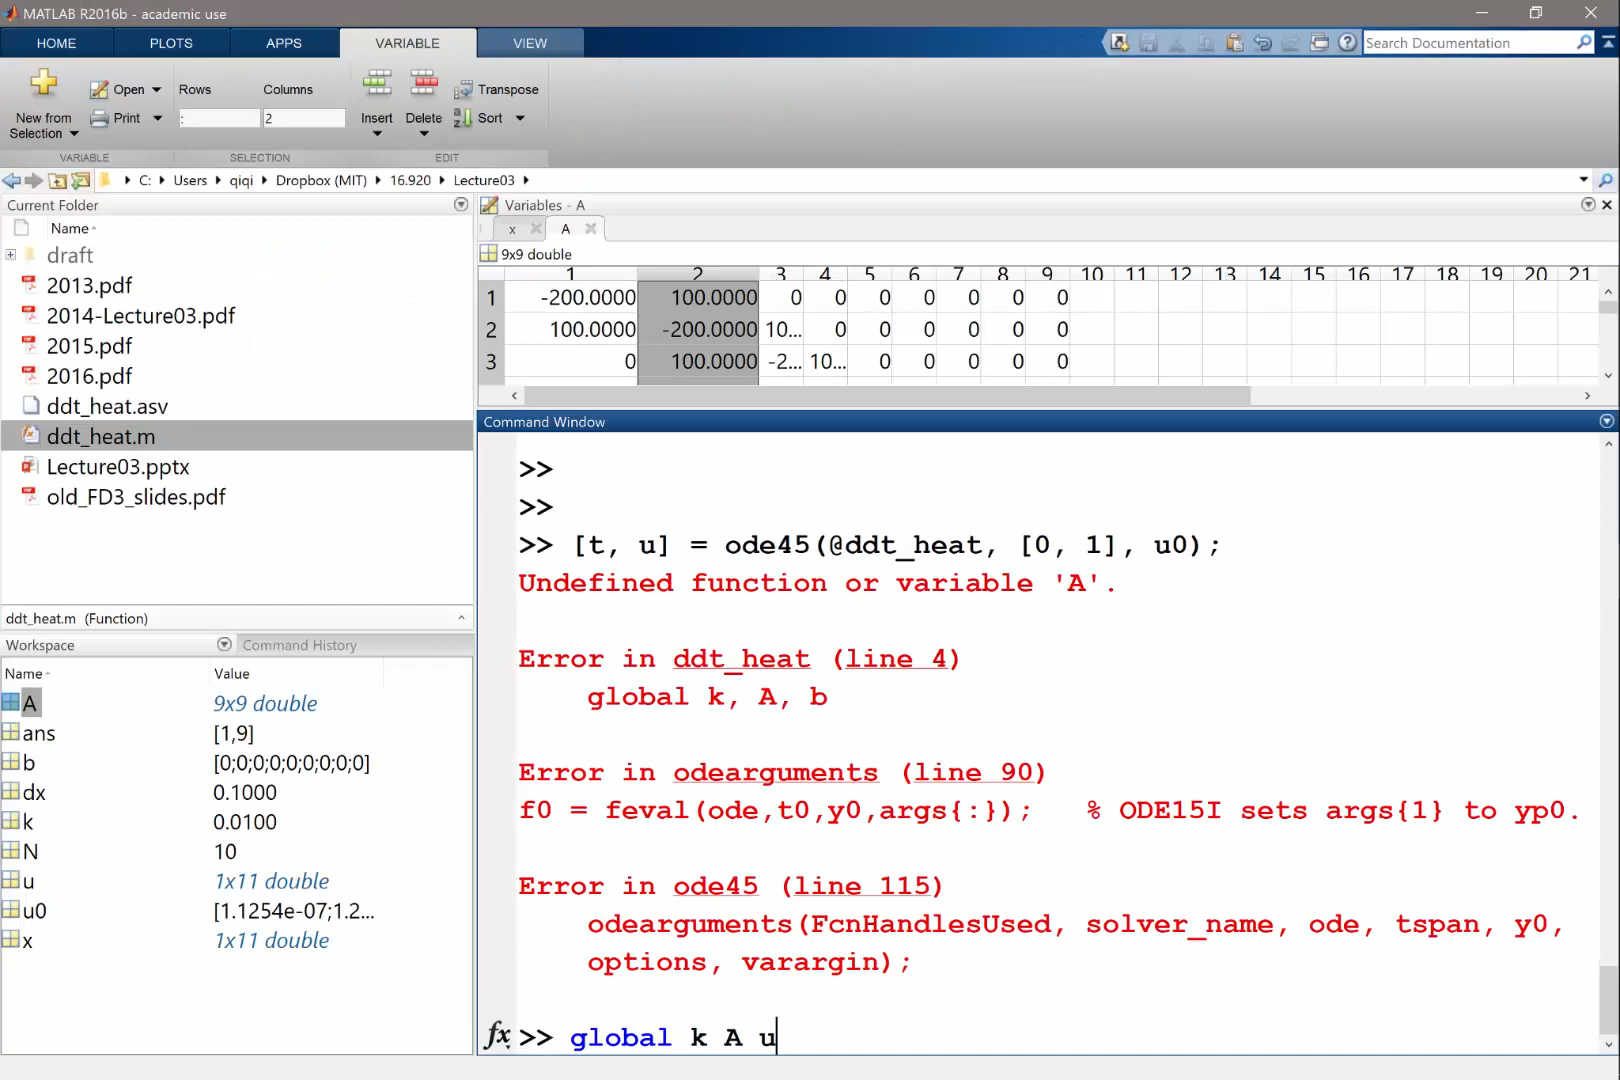 MATLAB R2016b - academic use
HOME PLOTS APPS VARIABLE VIEW Search Documentation
New from Selection
Open
Print
Rows Columns
: 2
Insert Delete
Transpose
Sort
VARIABLE SELECTION EDIT
C: Users qiqi Dropbox (MIT) 16.920 Lecture03
Current Folder
Name
draft
2013.pdf
2014-Lecture03.pdf
2015.pdf
2016.pdf
ddt_heat.asv
ddt_heat.m
Lecture03.pptx
old_FD3_slides.pdf
ddt_heat.m (Function)
Workspace Command History
Name Value
A 9x9 double
ans [1,9]
b [0;0;0;0;0;0;0;0;0]
dx 0.1000
k 0.0100
N 10
u 1x11 double
u0 [1.1254e-07;1.2...
x 1x11 double
Variables - A
x A
9x9 double
1 2 3 4 5 6 7 8 9 10 11 12 13 14 15 16 17 18 19 20 21
1 -200.0000 100.0000 0 0 0 0 0 0 0
2 100.0000 -200.0000 10... 0 0 0 0 0 0
3 0 100.0000 -2... 10... 0 0 0 0 0
Command Window
>>
>>
>> [t, u] = ode45(@ddt_heat, [0, 1], u0);
Undefined function or variable 'A'.
Error in ddt_heat (line 4)
global k, A, b
Error in odearguments (line 90)
f0 = feval(ode,t0,y0,args{:}); % ODE15I sets args{1} to yp0.
Error in ode45 (line 115)
odearguments(FcnHandlesUsed, solver_name, ode, tspan, y0,
options, varargin);
fx >> global k A u